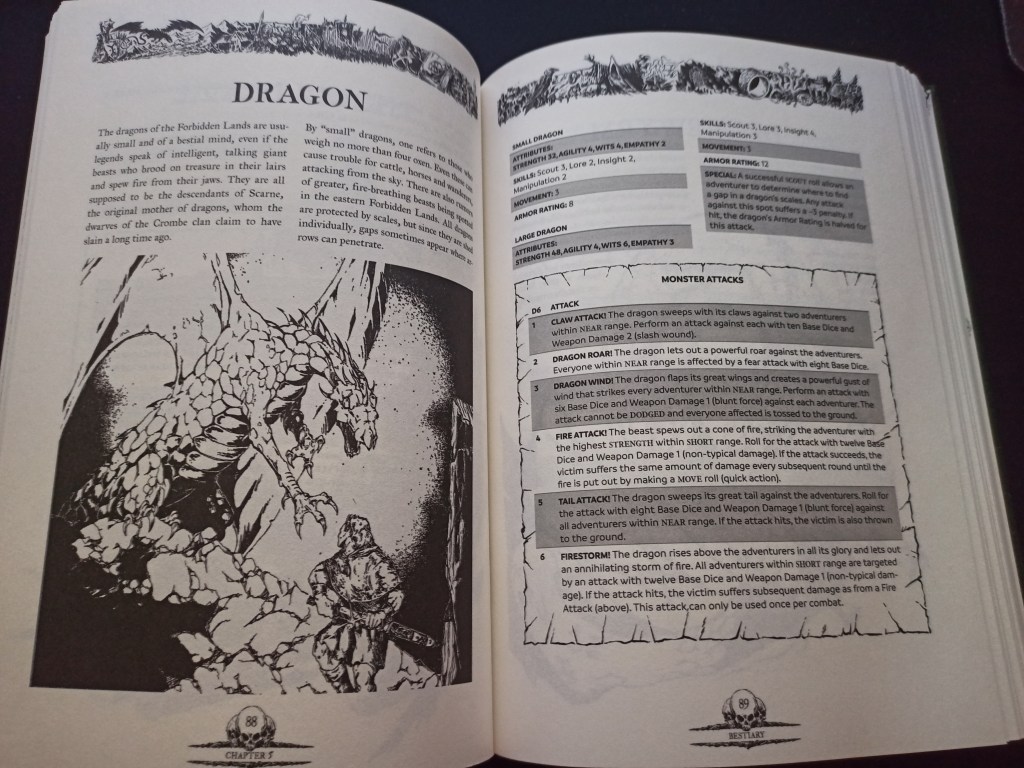 DRAGON
The dragons of the Forbidden Lands are usu-
ally small and of a bestial mind, even if the
legends speak of intelligent, talking giant
beasts who brood on treasure in their lairs
and spew fire from their jaws. They are all
supposed to be the descendants of Scarne,
the original mother of dragons, whom the
dwarves of the Crombe clan claim to have
slain a long time ago.
By “small” dragons, one refers to those who
weigh no more than four oxen. Even these can
cause trouble for cattle, horses and wanderers,
attacking from the sky. There are also rumors
of greater, fire-breathing beasts being spotted
in the eastern Forbidden Lands. All dragons
are protected by scales, but since they are shed
individually, gaps sometimes appear where ar-
rows can penetrate.
88
CHAPTER 5
SMALL DRAGON
ATTRIBUTES:
STRENGTH 33, AGILITY 4, WITS 4, EMPATHY 2
SKILLS: Scout 3, Lore 2, Insight 2,
Manipulation 2
MOVEMENT: 3
ARMOR RATING: 8
LARGE DRAGON
ATTRIBUTES:
STRENGTH 48, AGILITY 4, WITS 6, EMPATHY 3
SKILLS: Scout 3, Lore 3, Insight 4,
Manipulation 3
MOVEMENT: 3
ARMOR RATING: 12
SPECIAL: A successful SCOUT roll allows an
adventurer to determine where to find
a gap in a dragon's scales. Any attack
against this spot suffers a –3 penalty. If
hit, the dragon's Armor Rating is halved for
this attack.
MONSTER ATTACKS
D6 ATTACK
1 CLAW ATTACK! The dragon sweeps with its claws against two adventurers
within NEAR range. Perform an attack against each with ten Base Dice and
Weapon Damage 2 (slash wound).
2 DRAGON ROAR! The dragon lets out a powerful roar against the adventurers.
Everyone within NEAR range is affected by a fear attack with eight Base Dice.
3 DRAGON WIND! The dragon flaps its great wings and creates a powerful gust of
wind that strikes every adventurer within NEAR range. Perform an attack with
six Base Dice and Weapon Damage 1 (blunt force) against each adventurer. The
attack cannot be DODGED and everyone affected is tossed to the ground.
4 FIRE ATTACK! The beast spews out a cone of fire, striking the adventurer with
the highest STRENGTH within SHORT range. Roll for the attack with twelve Base
Dice and Weapon Damage 1 (non-typical damage). If the attack succeeds, the
victim suffers the same amount of damage every subsequent round until the
fire is put out by making a MOVE roll (quick action).
5 TAIL ATTACK! The dragon sweeps its great tail against the adventurers. Roll for
the attack with eight Base Dice and Weapon Damage 1 (blunt force) against
all adventurers within NEAR range. If the attack hits, the victim is also thrown
to the ground.
6 FIRESTORM! The dragon rises above the adventurers in all its glory and lets out
an annihilating storm of fire. All adventurers within SHORT range are targeted
by an attack with twelve Base Dice and Weapon Damage 1 (non-typical dam-
age). If the attack hits, the victim suffers subsequent damage as from a Fire
Attack (above). This attack can only be used once per combat.
89
BESTIARY